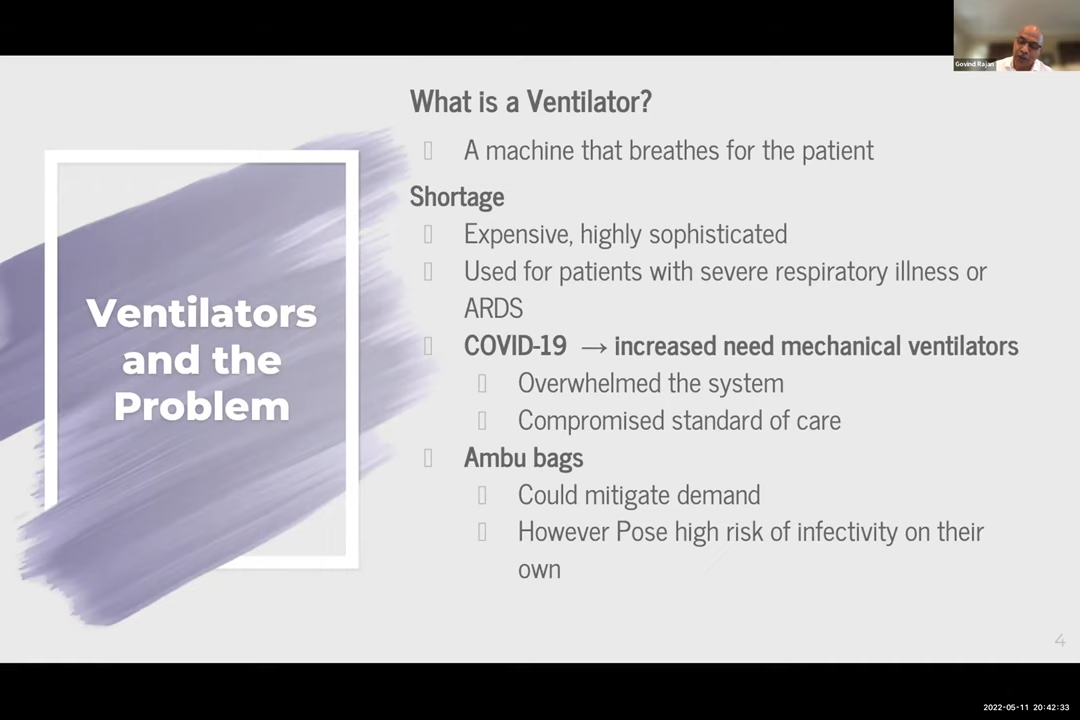 Govind Rajan
What is a Ventilator?
A machine that breathes for the patient
Shortage
Expensive, highly sophisticated
Used for patients with severe respiratory illness or
ARDS
COVID-19 → increased need mechanical ventilators
Overwhelmed the system
Compromised standard of care
Ambu bags
Could mitigate demand
However Pose high risk of infectivity on their
own
Ventilators
and the
Problem
4
2022-05-11 20:42:33